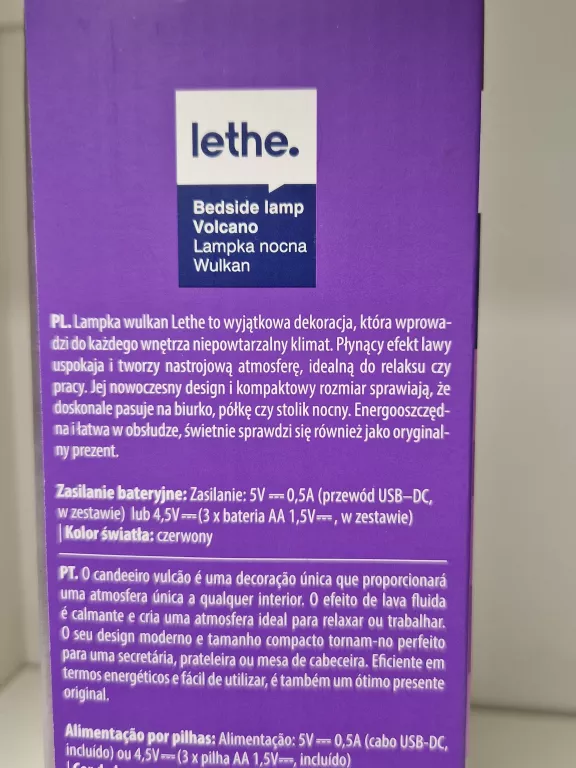 lethe.
Bedside lamp
Volcano
Lampka nocna
Wulkan
PL. Lampka wulkan Lethe to wyjątkowa dekoracja, która wprowa-
dzi do każdego wnętrza niepowtarzalny klimat. Płynący efekt lawy
uspokaja i tworzy nastrojową atmosferę, idealną do relaksu czy
pracy. Jej nowoczesny design i kompaktowy rozmiar sprawiają, że
doskonale pasuje na biurko, półkę czy stolik nocny. Energooszczęd-
na i łatwa w obsłudze, świetnie sprawdzi się również jako oryginal-
ny prezent.
Zasilanie bateryjne: Zasilanie: 5V ⎓ 0,5A (przewód USB–DC,
w zestawie) lub 4,5V⎓(3 x bateria AA 1,5V⎓, w zestawie)
| Kolor światła: czerwony
PT. O candeeiro vulcão é uma decoração única que proporcionará
uma atmosfera única a qualquer interior. O efeito de lava fluida
é calmante e cria uma atmosfera ideal para relaxar ou trabalhar.
O seu design moderno e tamanho compacto tornam-no perfeito
para uma secretária, prateleira ou mesa de cabeceira. Eficiente em
termos energéticos e fácil de utilizar, é também um ótimo presente
original.
Alimentação por pilhas: Alimentação: 5V ⎓ 0,5A (cabo USB-DC,
incluído) ou 4,5V⎓(3 x pilha AA 1,5V⎓, incluído)